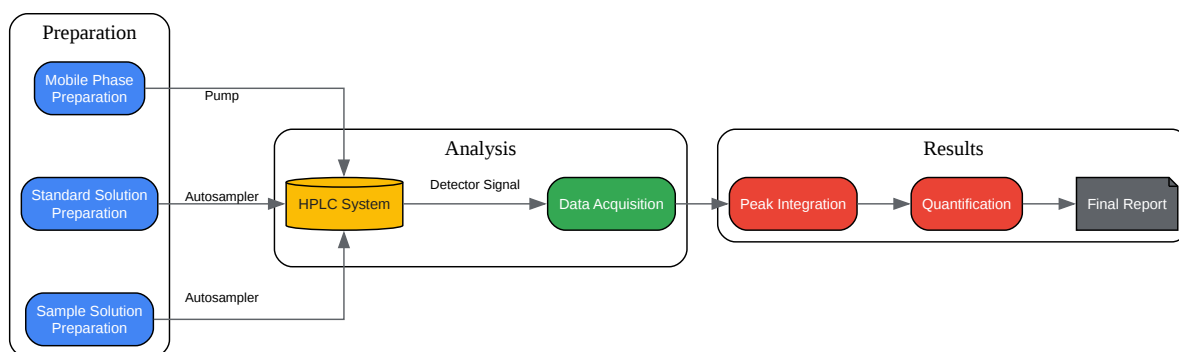 Preparation
Mobile Phase
Preparation
Pump
Standard Solution
Preparation
Autosampler
Sample Solution
Preparation
Autosampler
Analysis
HPLC System
Detector Signal
Data Acquisition
Results
Peak Integration
Quantification
Final Report